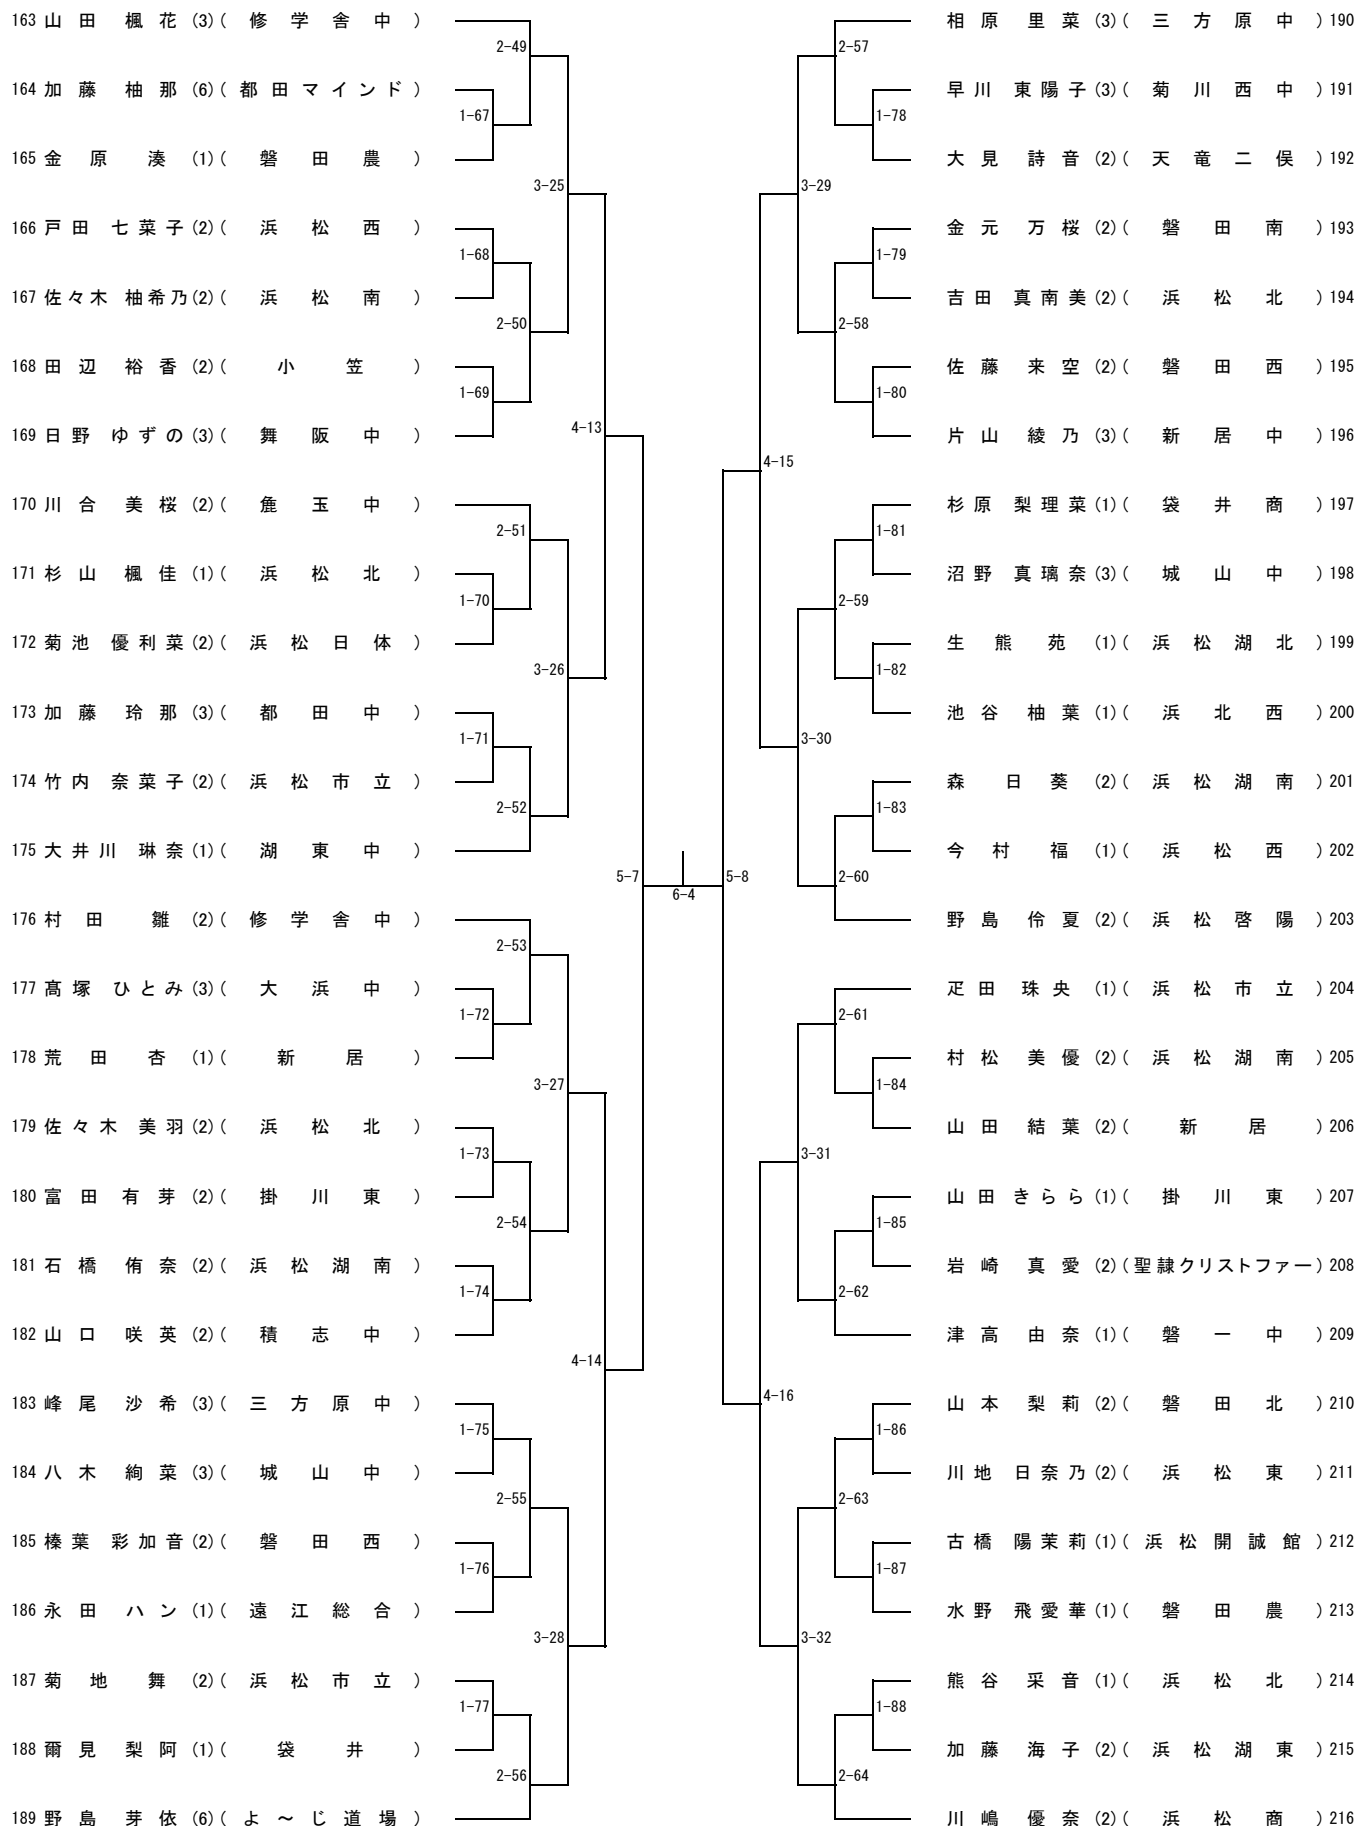 163 山田 楓花 (3)( 修学舎中 )
2-49
164 加藤 柚那 (6)( 都田マインド )
1-67
165 金原 湊 (1)( 磐田農 )
3-25
166 戸田 七菜子 (2)( 浜松西 )
1-68
167 佐々木 柚希乃 (2)( 浜松南 )
2-50
168 田辺 裕香 (2)( 小笠 )
1-69
169 日野 ゆずの (3)( 舞阪中 )
4-13
170 川合 美桜 (2)( 麁玉中 )
2-51
171 杉山 楓佳 (1)( 浜松北 )
1-70
172 菊池 優利菜 (2)( 浜松日体 )
3-26
173 加藤 玲那 (3)( 都田中 )
1-71
174 竹内 奈菜子 (2)( 浜松市立 )
2-52
175 大井川 琳奈 (1)( 湖東中 )
5-7
176 村田 雛 (2)( 修学舎中 )
2-53
177 髙塚 ひとみ (3)( 大浜中 )
1-72
178 荒田 杏 (1)( 新居 )
3-27
179 佐々木 美羽 (2)( 浜松北 )
1-73
180 富田 有芽 (2)( 掛川東 )
2-54
181 石橋 侑奈 (2)( 浜松湖南 )
1-74
182 山口 咲英 (2)( 積志中 )
4-14
183 峰尾 沙希 (3)( 三方原中 )
1-75
184 八木 絢菜 (3)( 城山中 )
2-55
185 榛葉 彩加音 (2)( 磐田西 )
1-76
186 永田 ハン (1)( 遠江総合 )
3-28
187 菊地 舞 (2)( 浜松市立 )
1-77
188 爾見 梨阿 (1)( 袋井 )
2-56
189 野島 芽依 (6)( よ～じ道場 )
6-4
相原 里菜 (3)( 三方原中 ) 190
2-57
早川 東陽子 (3)( 菊川西中 ) 191
1-78
大見 詩音 (2)( 天竜二俣 ) 192
3-29
金元 万桜 (2)( 磐田南 ) 193
1-79
吉田 真南美 (2)( 浜松北 ) 194
2-58
佐藤 来空 (2)( 磐田西 ) 195
1-80
片山 綾乃 (3)( 新居中 ) 196
4-15
杉原 梨理菜 (1)( 袋井商 ) 197
1-81
沼野 真璃奈 (3)( 城山中 ) 198
2-59
生熊 苑 (1)( 浜松湖北 ) 199
1-82
池谷 柚葉 (1)( 浜北西 ) 200
3-30
森 日葵 (2)( 浜松湖南 ) 201
1-83
今村 福 (1)( 浜松西 ) 202
5-8
2-60
野島 伶夏 (2)( 浜松啓陽 ) 203
疋田 珠央 (1)( 浜松市立 ) 204
2-61
村松 美優 (2)( 浜松湖南 ) 205
1-84
山田 結葉 (2)( 新居 ) 206
3-31
山田 きらら (1)( 掛川東 ) 207
1-85
岩崎 真愛 (2)( 聖隷クリストファー ) 208
2-62
津高 由奈 (1)( 磐一中 ) 209
4-16
山本 梨莉 (2)( 磐田北 ) 210
1-86
川地 日奈乃 (2)( 浜松東 ) 211
2-63
古橋 陽茉莉 (1)( 浜松開誠館 ) 212
1-87
水野 飛愛華 (1)( 磐田農 ) 213
3-32
熊谷 采音 (1)( 浜松北 ) 214
1-88
加藤 海子 (2)( 浜松湖東 ) 215
2-64
川嶋 優奈 (2)( 浜松商 ) 216